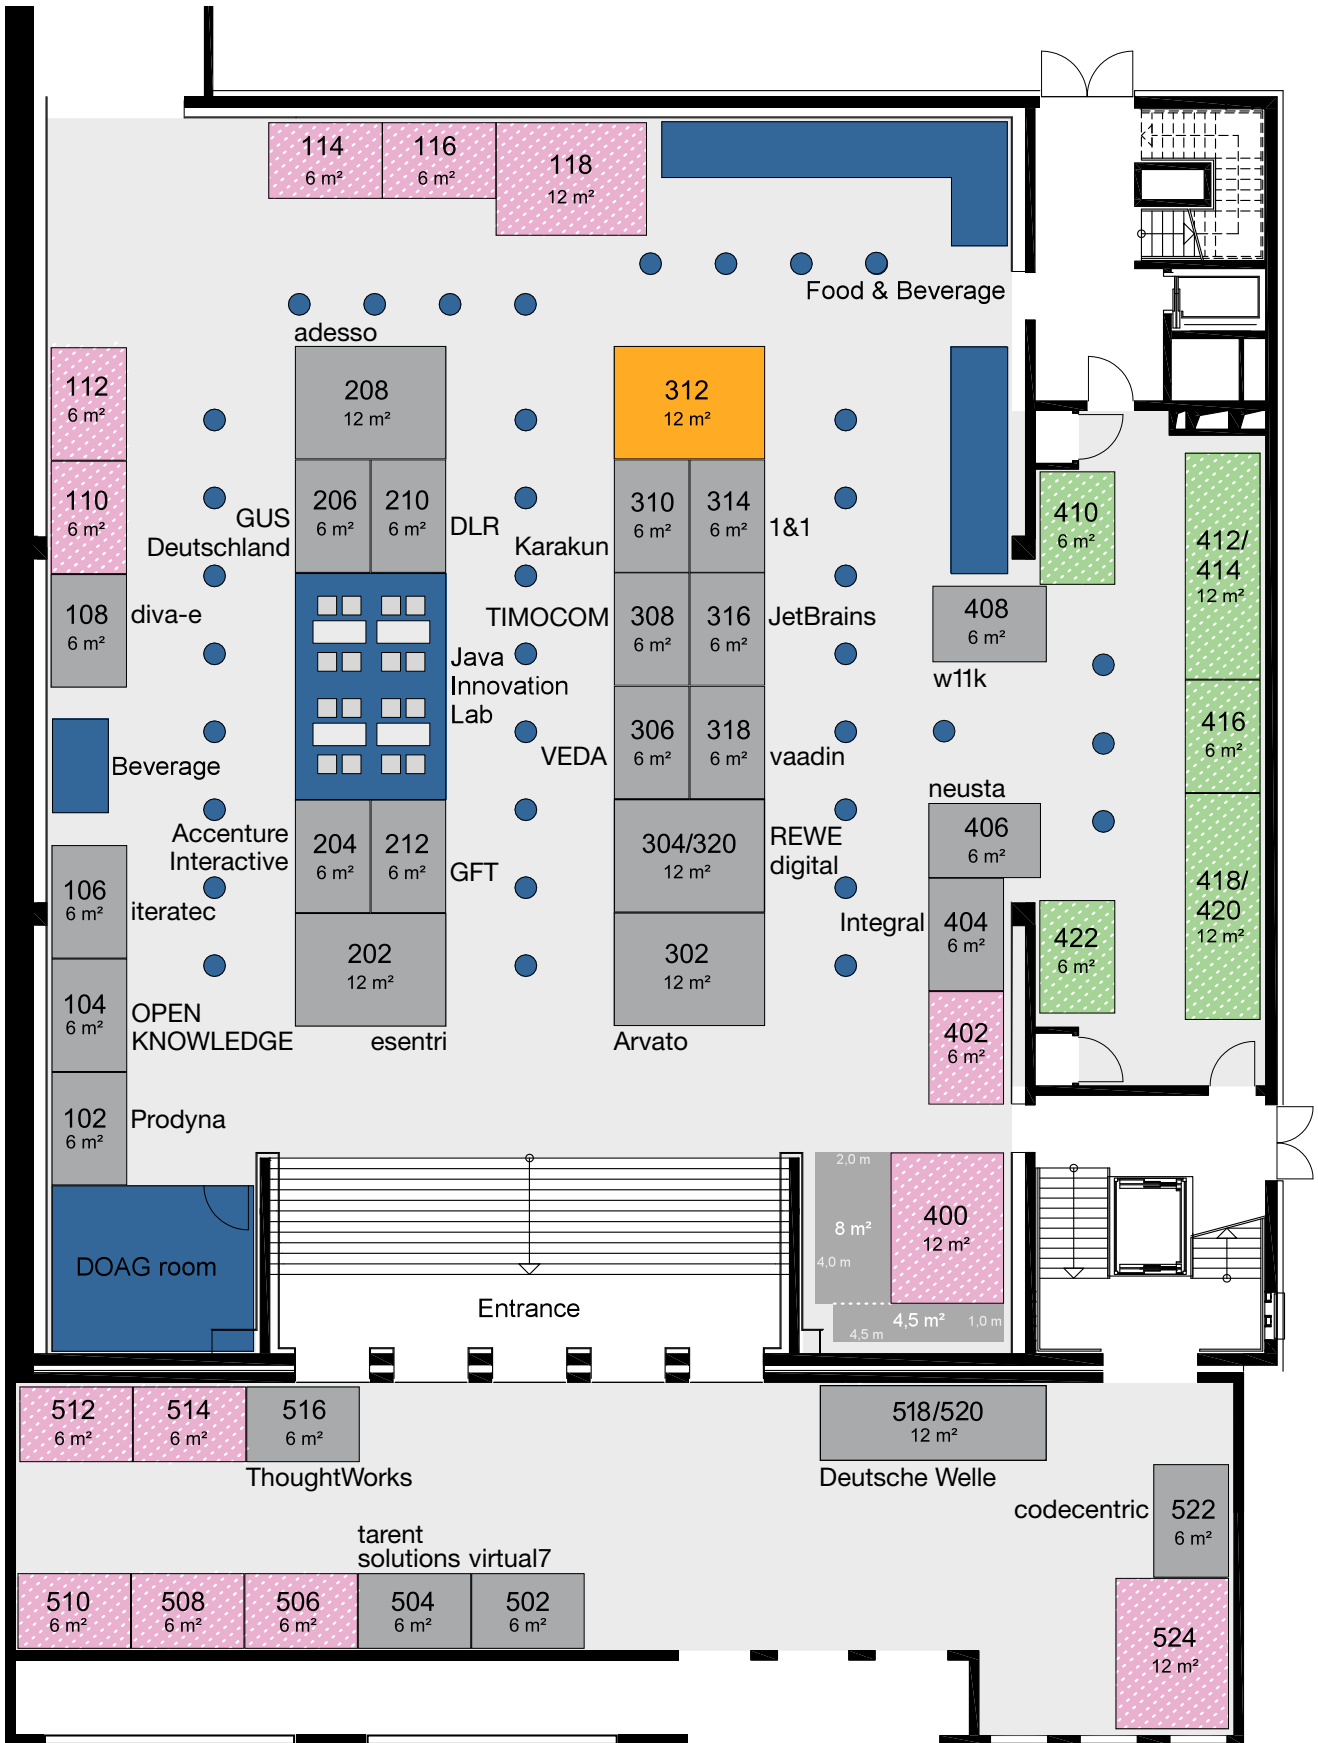 114
6 m²
116
6 m²
118
12 m²
Food & Beverage
adesso
112
6 m²
208
12 m²
312
12 m²
110
6 m²
GUS
Deutschland
206
6 m²
210
6 m²
DLR
Karakun
310
6 m²
314
6 m²
1&1
410
6 m²
412/
414
12 m²
108
6 m²
diva-e
Java
Innovation
Lab
TIMOCOM
308
6 m²
316
6 m²
JetBrains
408
6 m²
w11k
VEDA
306
6 m²
318
6 m²
vaadin
416
6 m²
Beverage
neusta
Accenture
Interactive
204
6 m²
212
6 m²
GFT
304/320
12 m²
REWE
digital
406
6 m²
418/
420
12 m²
106
6 m²
iteratec
202
12 m²
esentri
302
12 m²
Arvato
Integral
404
6 m²
422
6 m²
104
6 m²
OPEN
KNOWLEDGE
402
6 m²
102
6 m²
Prodyna
2,0 m
8 m²
4,0 m
400
12 m²
4,5 m²
1,0 m
4,5 m
DOAG room
Entrance
512
6 m²
514
6 m²
516
6 m²
ThoughtWorks
518/520
12 m²
Deutsche Welle
codecentric
522
6 m²
tarent
solutions virtual7
510
6 m²
508
6 m²
506
6 m²
504
6 m²
502
6 m²
524
12 m²